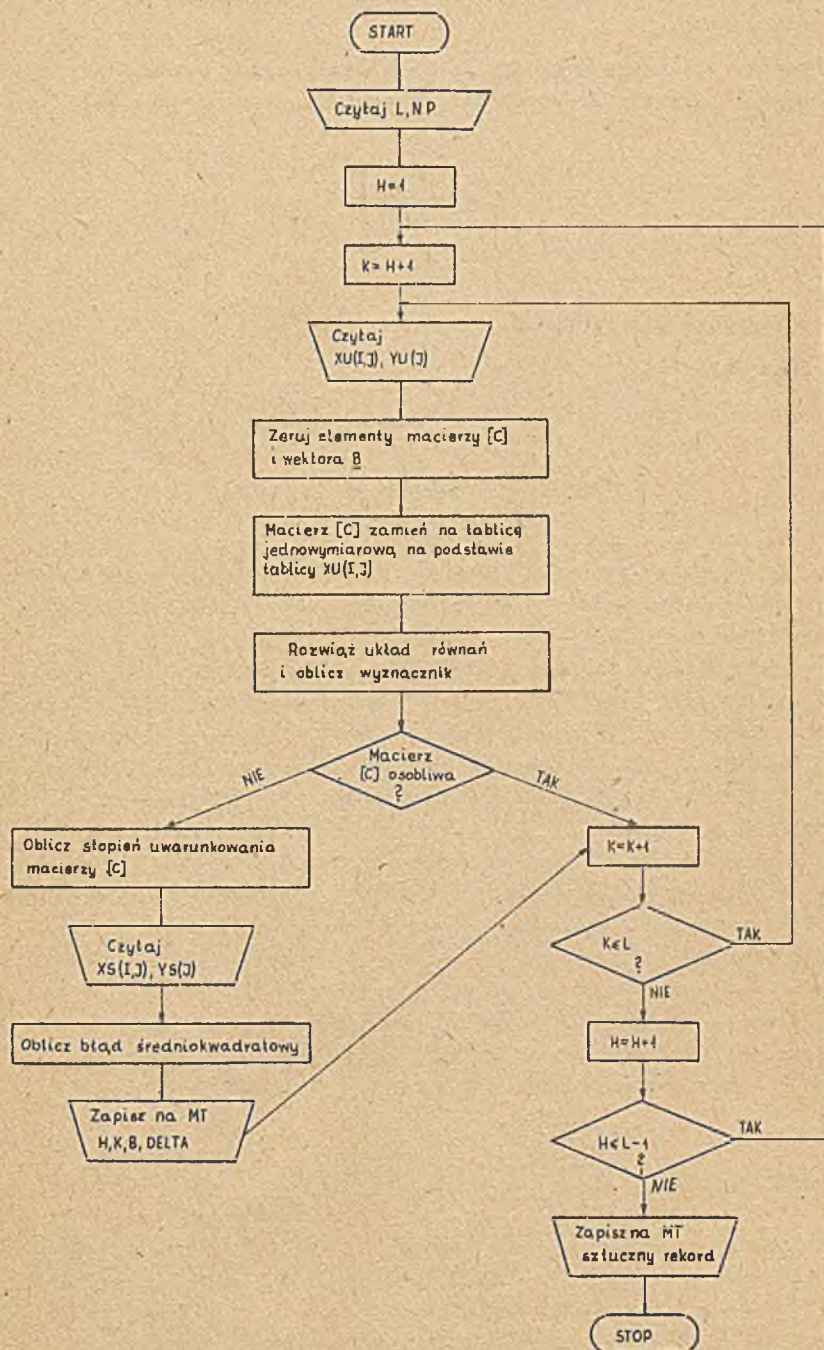 START
Czytaj L,NP
H=1
K=H+1
Czytaj
XU(I,J), YU(J)
Zeruj elementy macierzy [C]
i wektora B
Macierz [C] zamień na tablicę
jednowymiarową na podstawie
tablicy XU(I,J)
Rozwiąż układ równań
i oblicz wyznacznik
Macierz
[C] osobliwa
?
NIE
TAK
Oblicz stopień uwarunkowania
macierzy [C]
Czytaj
XS(I,J), YS(J)
Oblicz błąd średniokwadratowy
Zapisz na MT
H,K,B, DELTA
K=K+1
K≤L
?
TAK
NIE
H=H+1
H≤L-1
?
TAK
NIE
Zapisz na MT
sztuczny rekord
STOP